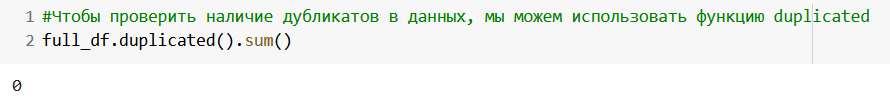 1 #Чтобы проверить наличие дубликатов в данных, мы можем использовать функцию duplicated
2 full_df.duplicated().sum()
0